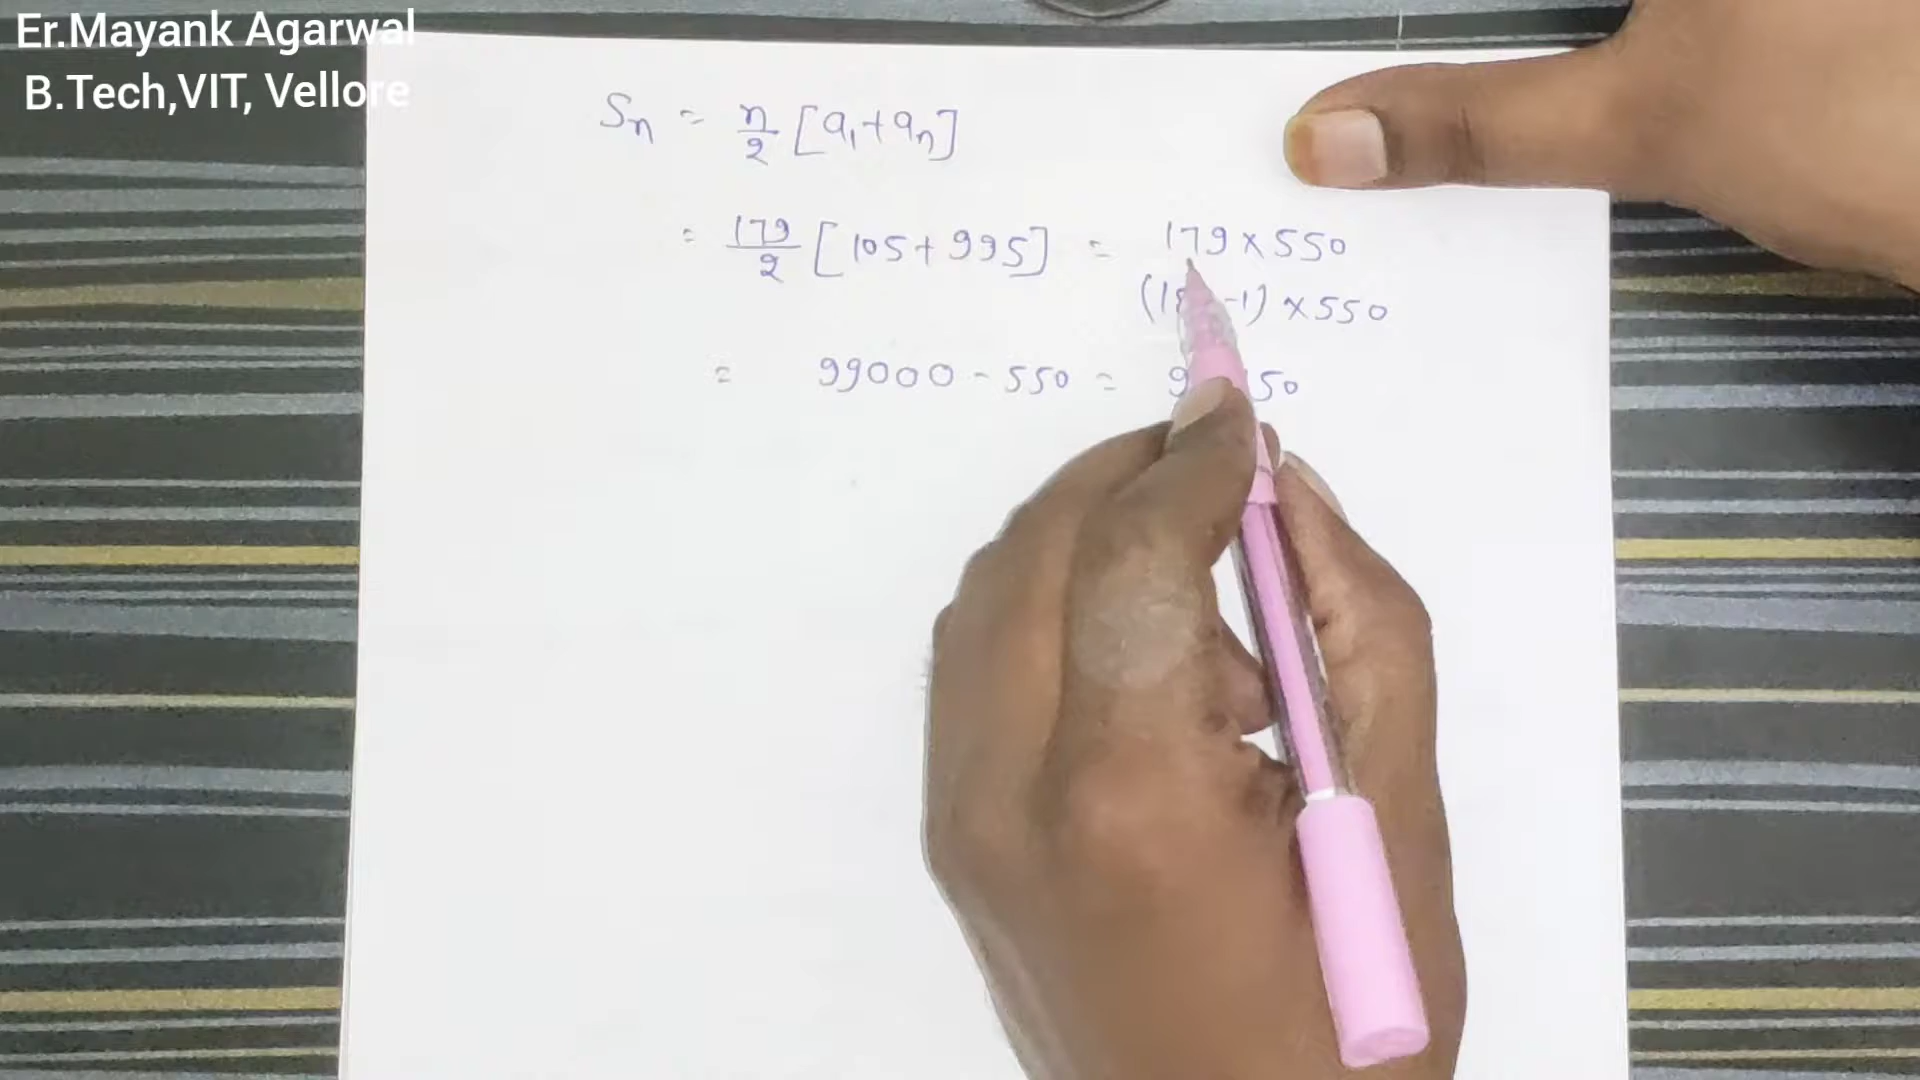 Er.Mayank Agarwal
B.Tech,VIT, Vellore
Sn = n/2 [a₁+an]
= 179/2 [105+995] = 179×550
-1) ×550
= 99000-550 =